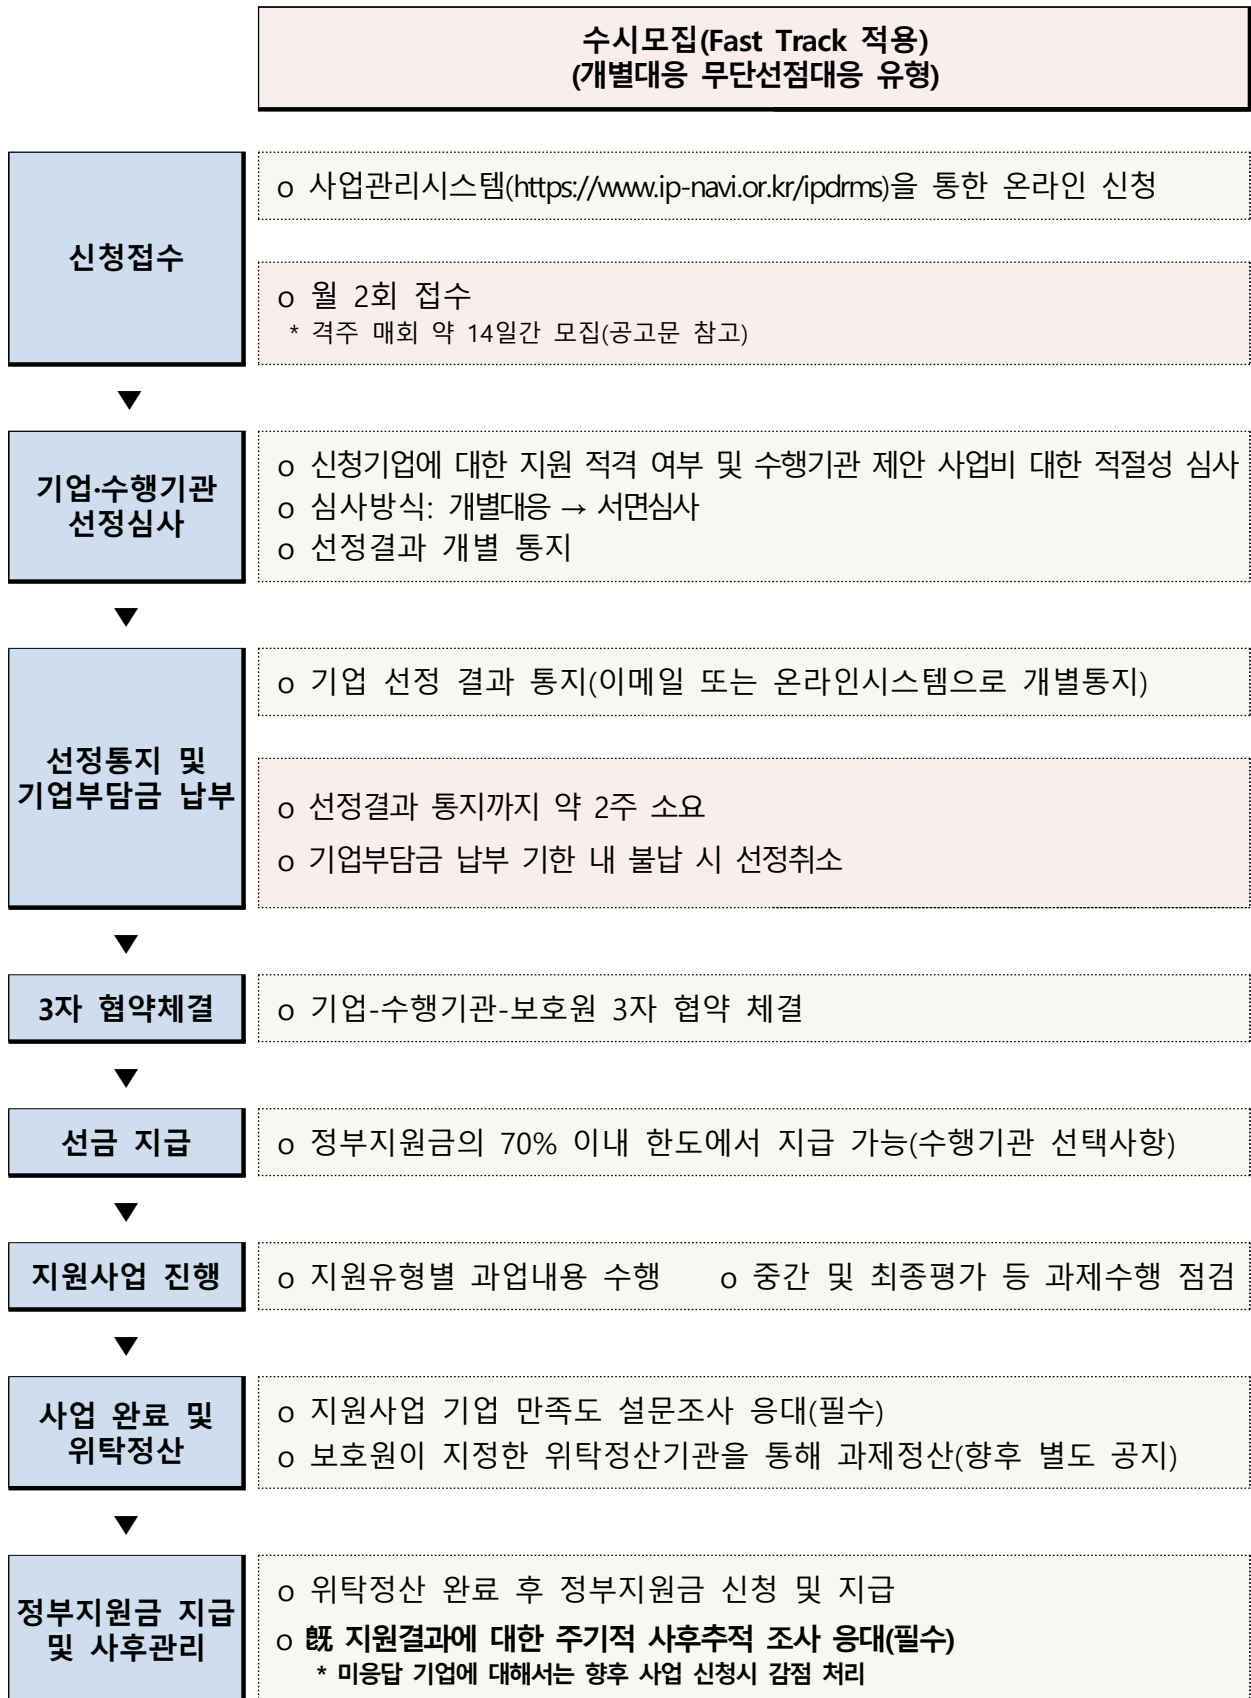 수시모집(Fast Track 적용)
(개별대응 무단선점대응 유형)
신청접수
o 사업관리시스템(https://www.ip-navi.or.kr/ipdrms)을 통한 온라인 신청
o 월 2회 접수
* 격주 매회 약 14일간 모집(공고문 참고)
▼
기업·수행기관
선정심사
o 신청기업에 대한 지원 적격 여부 및 수행기관 제안 사업비 대한 적절성 심사
o 심사방식: 개별대응 → 서면심사
o 선정결과 개별 통지
▼
선정통지 및
기업부담금 납부
o 기업 선정 결과 통지(이메일 또는 온라인시스템으로 개별통지)
o 선정결과 통지까지 약 2주 소요
o 기업부담금 납부 기한 내 불납 시 선정취소
▼
3자 협약체결
o 기업-수행기관-보호원 3자 협약 체결
▼
선금 지급
o 정부지원금의 70% 이내 한도에서 지급 가능(수행기관 선택사항)
▼
지원사업 진행
o 지원유형별 과업내용 수행 o 중간 및 최종평가 등 과제수행 점검
▼
사업 완료 및
위탁정산
o 지원사업 기업 만족도 설문조사 응대(필수)
o 보호원이 지정한 위탁정산기관을 통해 과제정산(향후 별도 공지)
▼
정부지원금 지급
및 사후관리
o 위탁정산 완료 후 정부지원금 신청 및 지급
o 旣 지원결과에 대한 주기적 사후추적 조사 응대(필수)
* 미응답 기업에 대해서는 향후 사업 신청시 감점 처리